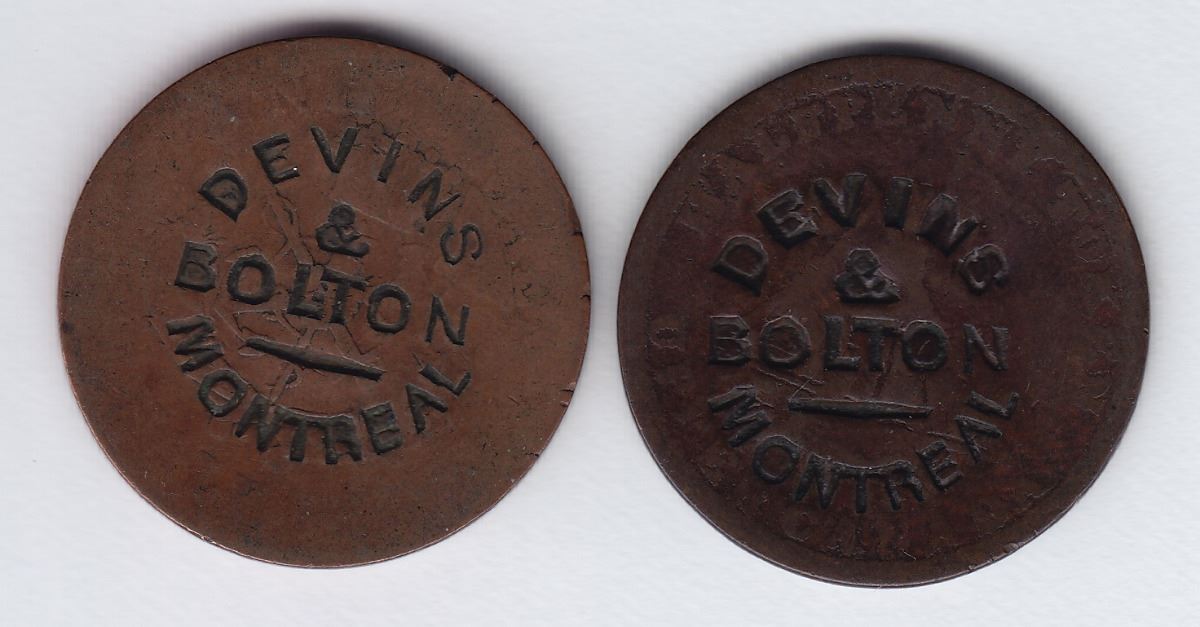 DEVINS
&
BOLTON
MONTREAL
DEVINS
&
BOLTON
MONTREAL